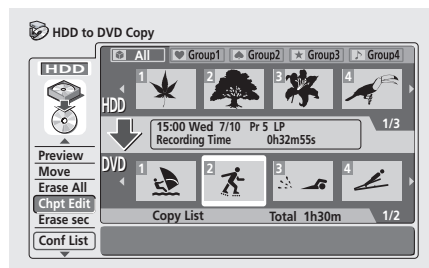 HDD to
DVD Copy
HDD
All Group1 Group2 Group3 Group4
HDD
1 2 3 4
15:00 Wed 7/10 Pr 5 LP
Recording Time 0h32m55s
1/3
Preview
Move
Erase All
Chpt Edit
Erase sec
Conf List
DVD
1 2 3 4
Copy List Total 1h30m 1/2